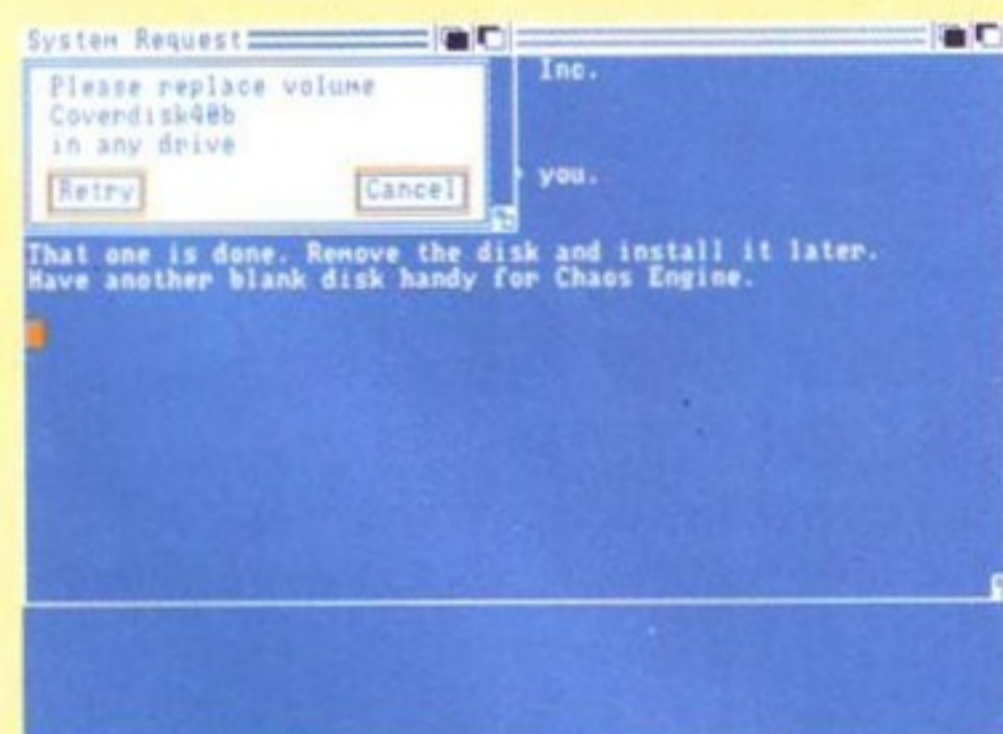 System Request
Please replace volume
Coverdisk40b
in any drive
Retry Cancel
Inc.
you.
That one is done. Remove the disk and install it later.
Have another blank disk handy for Chaos Engine.